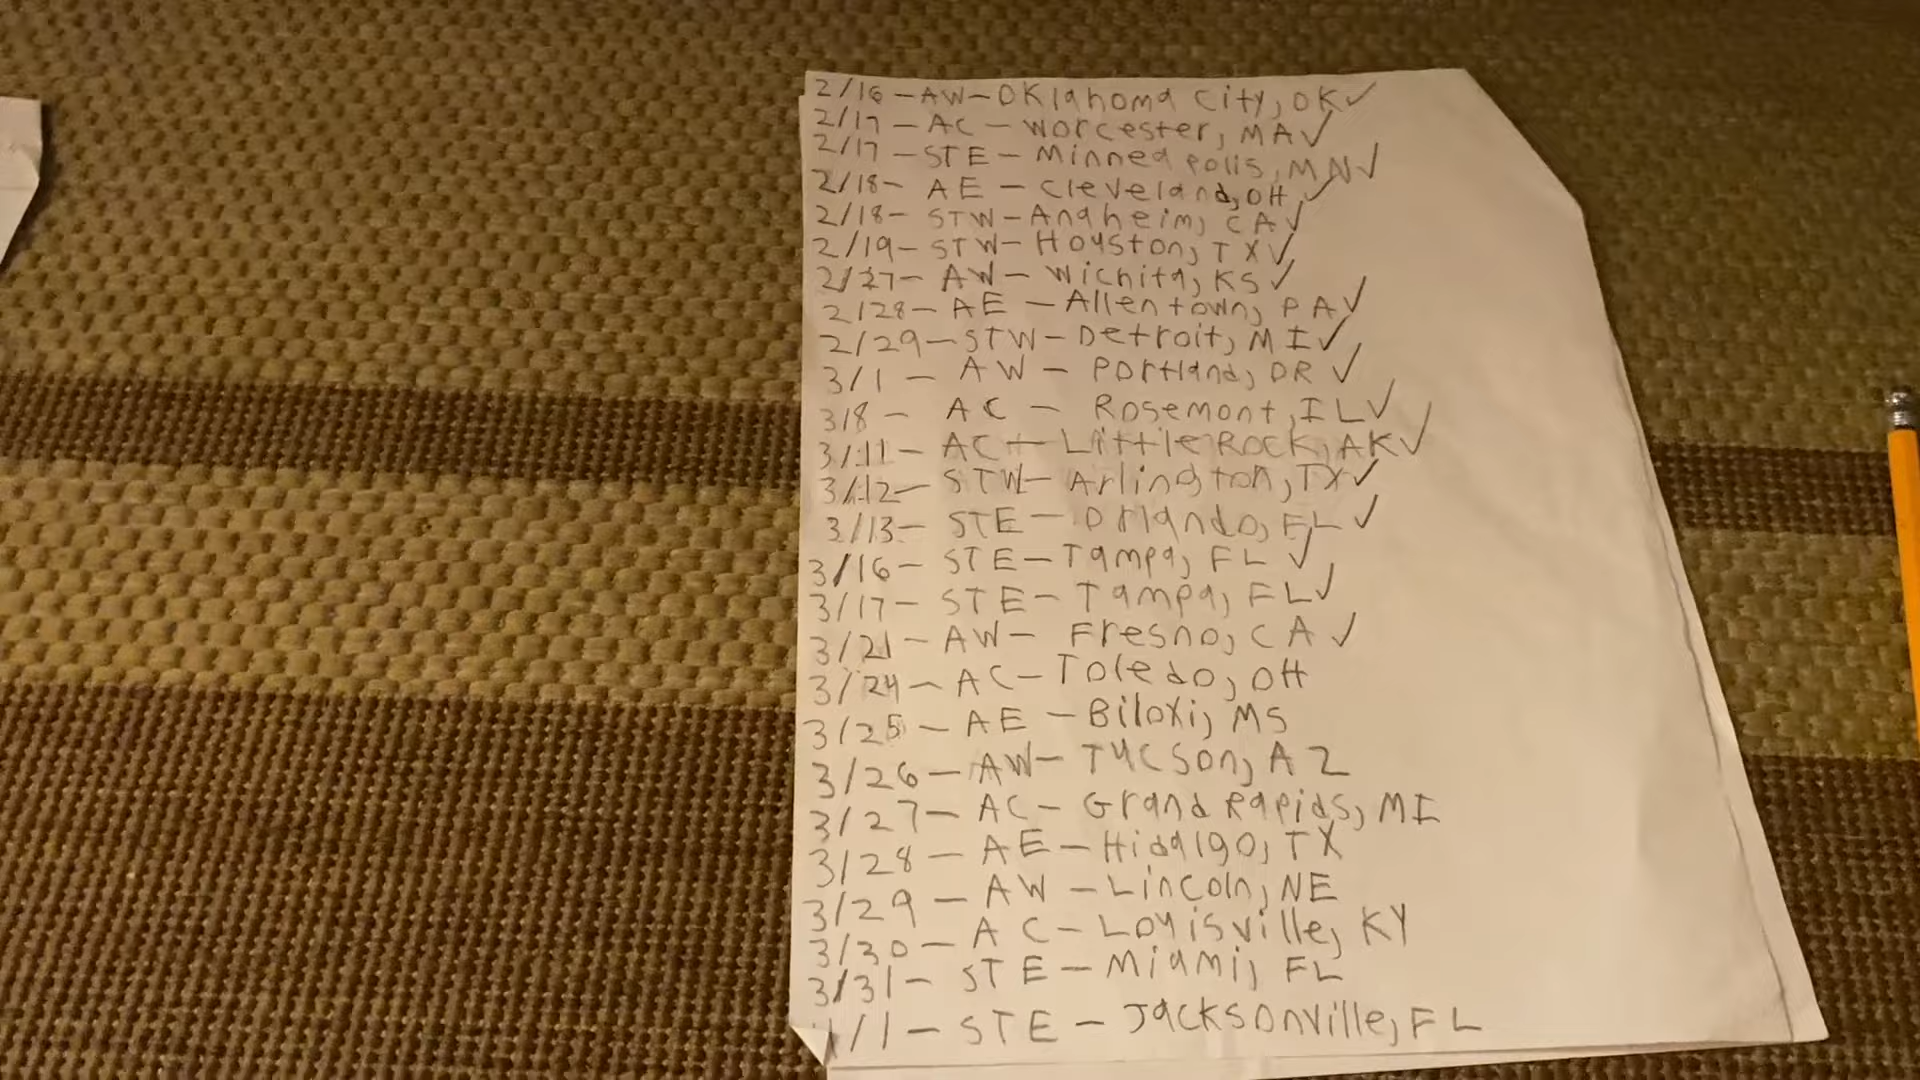 2/16-AW-Oklahoma City, OK✓
2/17-AC-Worcester, MA✓
2/17-STE-Minneapolis, MN✓
2/18-AE-Cleveland, OH✓
2/18-STW-Anaheim, CA✓
2/19-STW-Houston, TX✓
2/27-AW-Wichita, KS✓
2/28-AE-Allentown, PA✓
2/29-STW-Detroit, MI✓
3/1-AW-Portland, OR✓
3/8-AC-Rosemont, IL✓
3/11-AC-Little Rock, AK✓
3/12-STW-Arlington, TX✓
3/13-STE-Orlando, FL✓
3/16-STE-Tampa, FL✓
3/17-STE-Tampa, FL✓
3/21-AW-Fresno, CA✓
3/24-AC-Toledo, OH
3/25-AE-Biloxi, MS
3/26-AW-Tucson, AZ
3/27-AC-Grand Rapids, MI
3/28-AE-Hidalgo, TX
3/29-AW-Lincoln, NE
3/30-AC-Louisville, KY
3/31-STE-Miami, FL
/1-STE-Jacksonville, FL